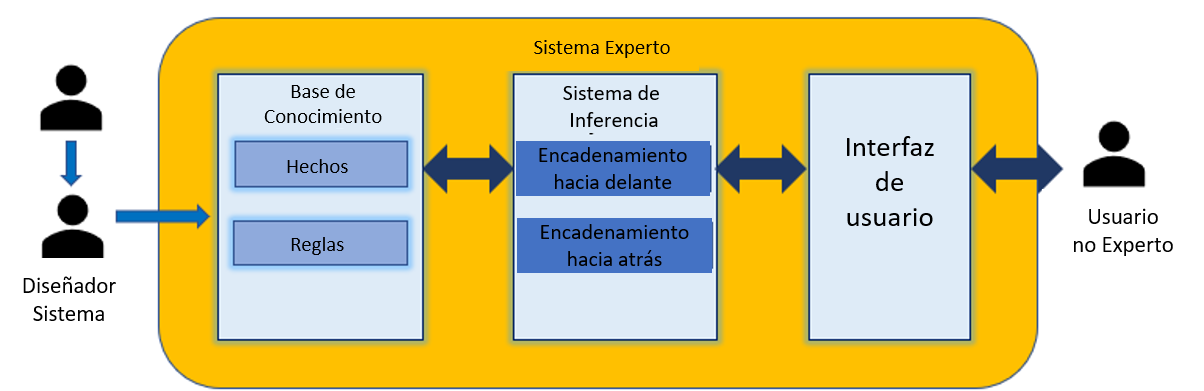 Sistema Experto
Base de
Conocimiento
Hechos
Reglas
Sistema de
Inferencia
Encadenamiento
hacia delante
Encadenamiento
hacia atrás
Interfaz
de
usuario
Diseñador
Sistema
Usuario
no Experto